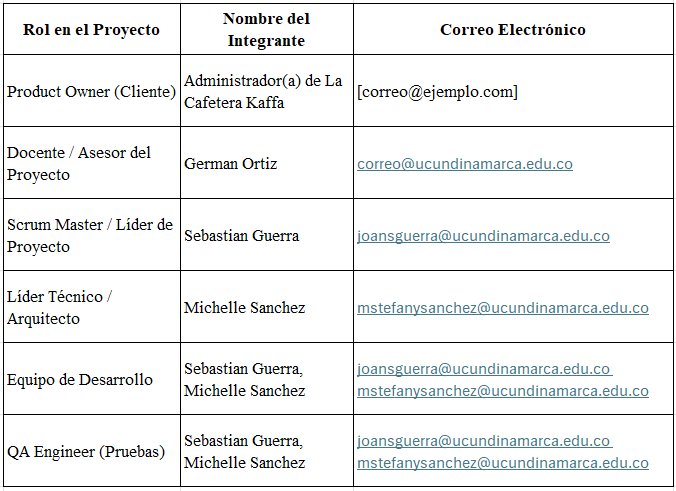 Rol en el Proyecto
Nombre del
Integrante
Correo Electrónico
Product Owner (Cliente)
Administrador(a) de La
Cafetera Kaffa
[correo@ejemplo.com]
Docente / Asesor del
Proyecto
German Ortiz
correo@ucundinamarca.edu.co
Scrum Master / Líder de
Proyecto
Sebastian Guerra
joansguerra@ucundinamarca.edu.co
Líder Técnico /
Arquitecto
Michelle Sanchez
mstefanysanchez@ucundinamarca.edu.co
Equipo de Desarrollo
Sebastian Guerra,
Michelle Sanchez
joansguerra@ucundinamarca.edu.co
mstefanysanchez@ucundinamarca.edu.co
QA Engineer (Pruebas)
Sebastian Guerra,
Michelle Sanchez
joansguerra@ucundinamarca.edu.co
mstefanysanchez@ucundinamarca.edu.co